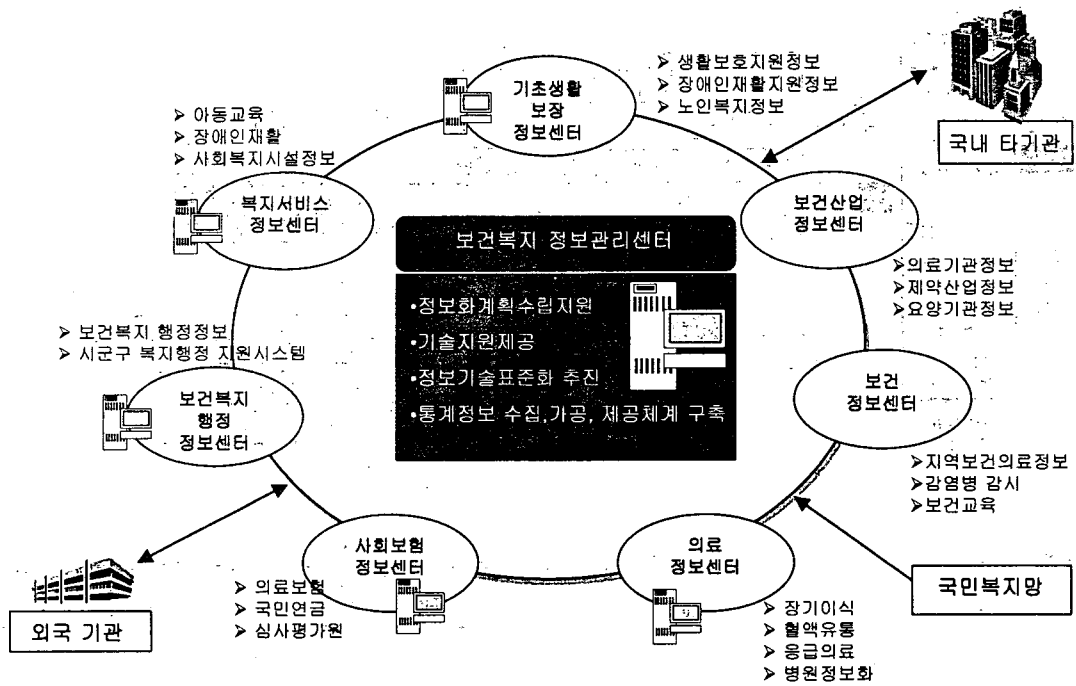 기초생활
보장
정보센터
➢ 생활보호지원정보
➢ 장애인재활지원정보
➢ 노인복지정보
국내 타기관
➢ 아동교육
➢ 장애인재활
➢ 사회복지시설정보
복지서비스
정보센터
보건산업
정보센터
➢의료기관정보
➢제약산업정보
➢요양기관정보
보건복지 정보관리센터
•정보화계획수립지원
•기술지원제공
•정보기술표준화 추진
•통계정보 수집,가공, 제공체계 구축
➢ 보건복지 행정정보
➢ 시군구 복지행정 지원시스템
보건복지
행정
정보센터
보건
정보센터
➢지역보건의료정보
➢감염병 감시
➢보건교육
사회보험
정보센터
➢ 의료보험
➢ 국민연금
➢ 심사평가원
의료
정보센터
➢ 장기이식
➢ 혈액유통
➢ 응급의료
➢ 병원정보화
외국 기관
국민복지망